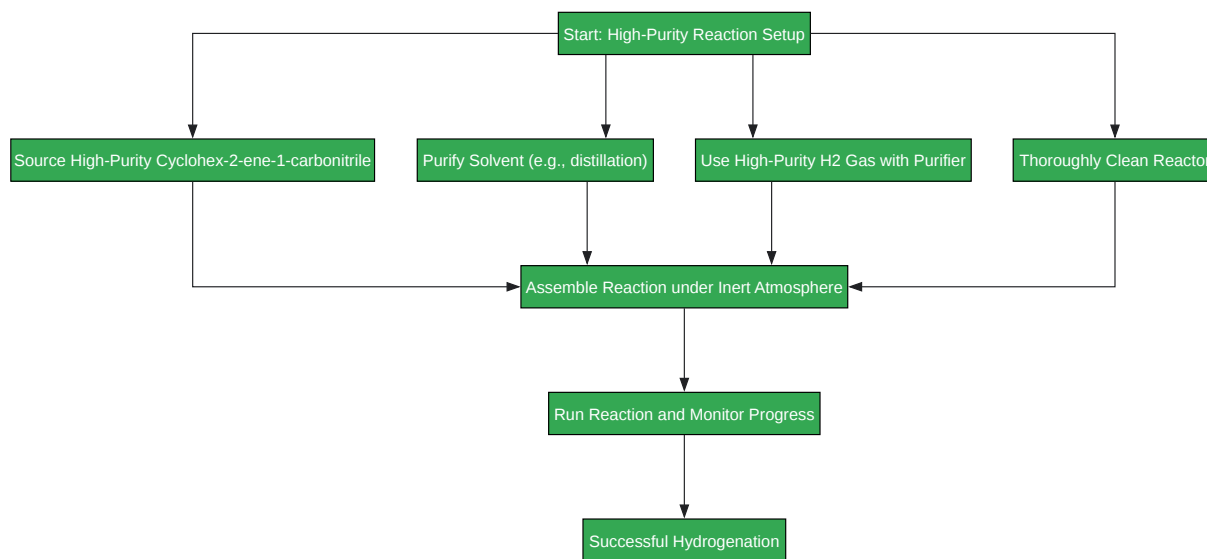 Start: High-Purity Reaction Setup
Source High-Purity Cyclohex-2-ene-1-carbonitrile
Purify Solvent (e.g., distillation)
Use High-Purity H2 Gas with Purifier
Thoroughly Clean Reactor
Assemble Reaction under Inert Atmosphere
Run Reaction and Monitor Progress
Successful Hydrogenation